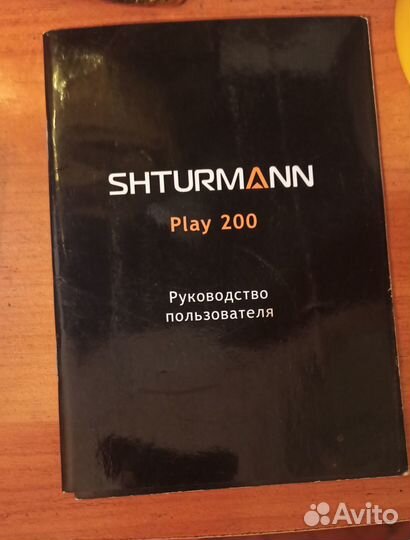 SHTURMANN
Play 200
Руководство
пользователя
Avito